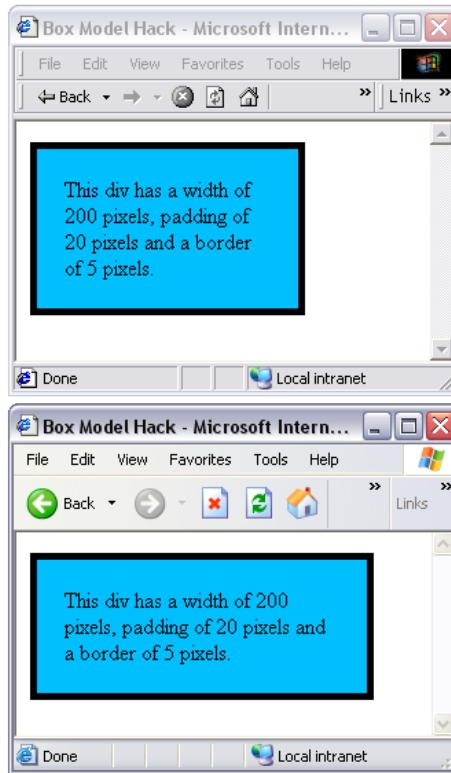 Box Model Hack - Microsoft Intern...
File Edit View Favorites Tools Help
Back » Links »
This div has a width of
200 pixels, padding of
20 pixels and a border
of 5 pixels.
Done Local intranet
Box Model Hack - Microsoft Intern...
File Edit View Favorites Tools Help
Back » Links »
This div has a width of 200
pixels, padding of 20 pixels and
a border of 5 pixels.
Done Local intranet